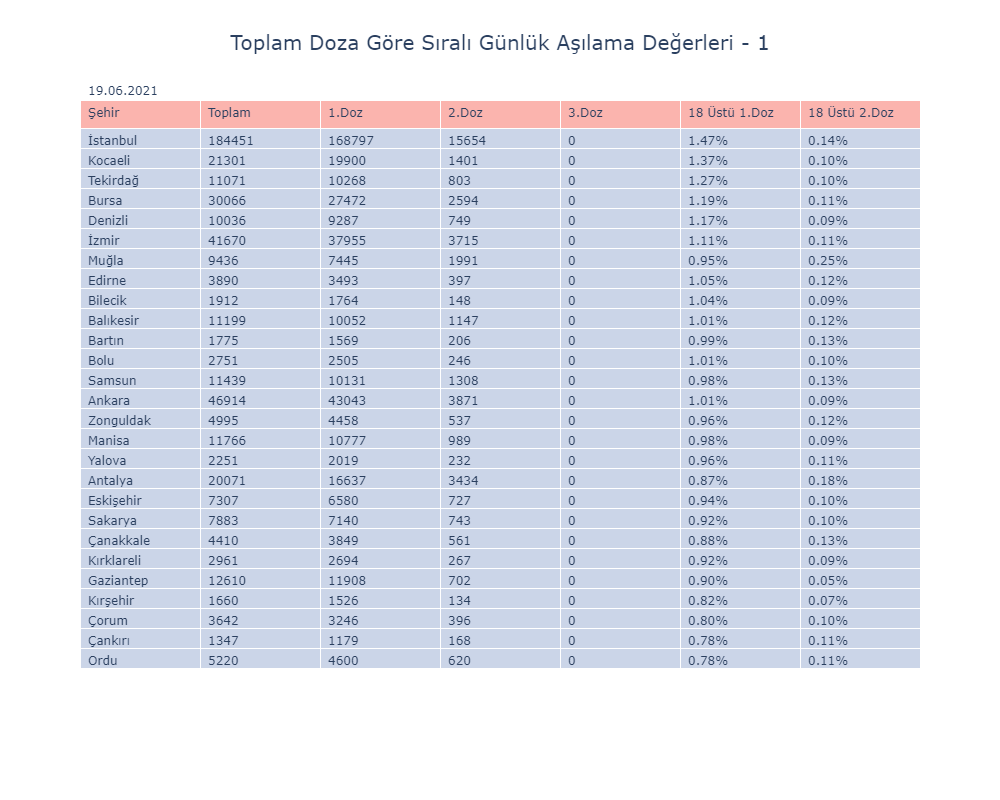 Toplam Doza Göre Sıralı Günlük Aşılama Değerleri - 1
19.06.2021
Şehir Toplam 1.Doz 2.Doz 3.Doz 18 Üstü 1.Doz 18 Üstü 2.Doz
İstanbul 184451 168797 15654 0 1.47% 0.14%
Kocaeli 21301 19900 1401 0 1.37% 0.10%
Tekirdağ 11071 10268 803 0 1.27% 0.10%
Bursa 30066 27472 2594 0 1.19% 0.11%
Denizli 10036 9287 749 0 1.17% 0.09%
İzmir 41670 37955 3715 0 1.11% 0.11%
Muğla 9436 7445 1991 0 0.95% 0.25%
Edirne 3890 3493 397 0 1.05% 0.12%
Bilecik 1912 1764 148 0 1.04% 0.09%
Balıkesir 11199 10052 1147 0 1.01% 0.12%
Bartın 1775 1569 206 0 0.99% 0.13%
Bolu 2751 2505 246 0 1.01% 0.10%
Samsun 11439 10131 1308 0 0.98% 0.13%
Ankara 46914 43043 3871 0 1.01% 0.09%
Zonguldak 4995 4458 537 0 0.96% 0.12%
Manisa 11766 10777 989 0 0.98% 0.09%
Yalova 2251 2019 232 0 0.96% 0.11%
Antalya 20071 16637 3434 0 0.87% 0.18%
Eskişehir 7307 6580 727 0 0.94% 0.10%
Sakarya 7883 7140 743 0 0.92% 0.10%
Çanakkale 4410 3849 561 0 0.88% 0.13%
Kırklareli 2961 2694 267 0 0.92% 0.09%
Gaziantep 12610 11908 702 0 0.90% 0.05%
Kırşehir 1660 1526 134 0 0.82% 0.07%
Çorum 3642 3246 396 0 0.80% 0.10%
Çankırı 1347 1179 168 0 0.78% 0.11%
Ordu 5220 4600 620 0 0.78% 0.11%